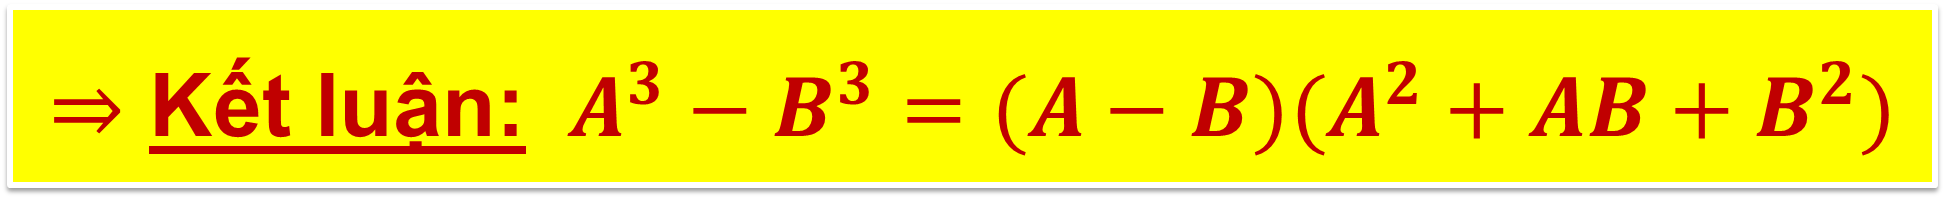 ⇒ Kết luận: A³ − B³ = (A − B)(A² + AB + B²)